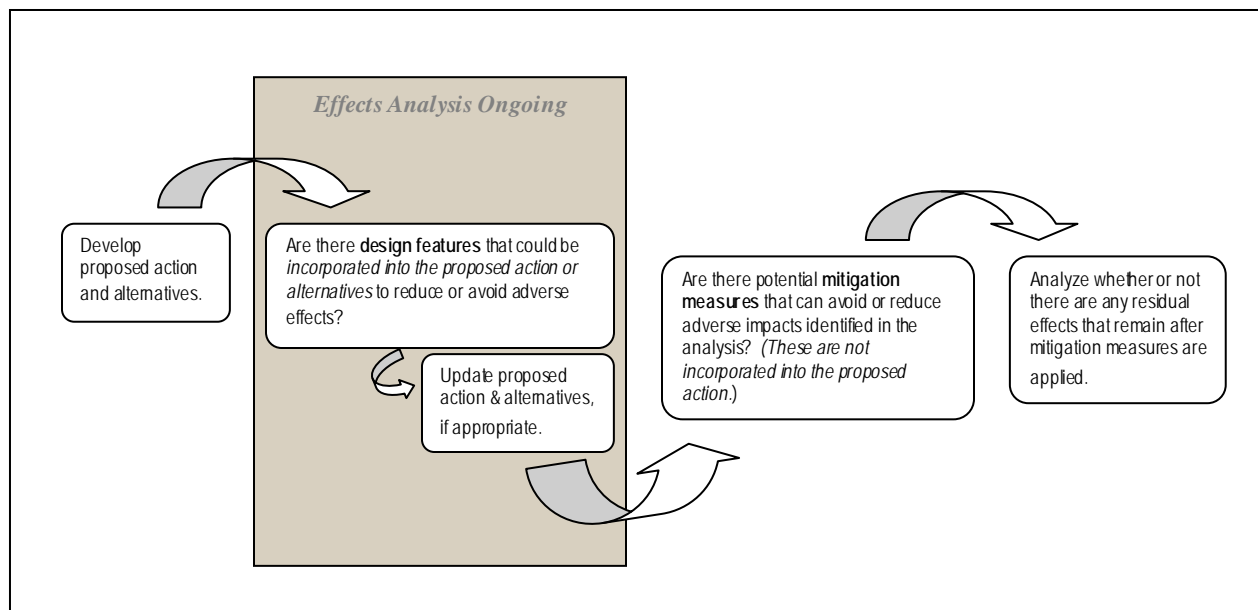 Effects Analysis Ongoing
Develop
proposed action
and alternatives.
Are there design features that could be
incorporated into the proposed action or
alternatives to reduce or avoid adverse
effects?
Update proposed
action & alternatives,
if appropriate.
Are there potential mitigation
measures that can avoid or reduce
adverse impacts identified in the
analysis? (These are not
incorporated into the proposed
action.)
Analyze whether or not
there are any residual
effects that remain after
mitigation measures are
applied.